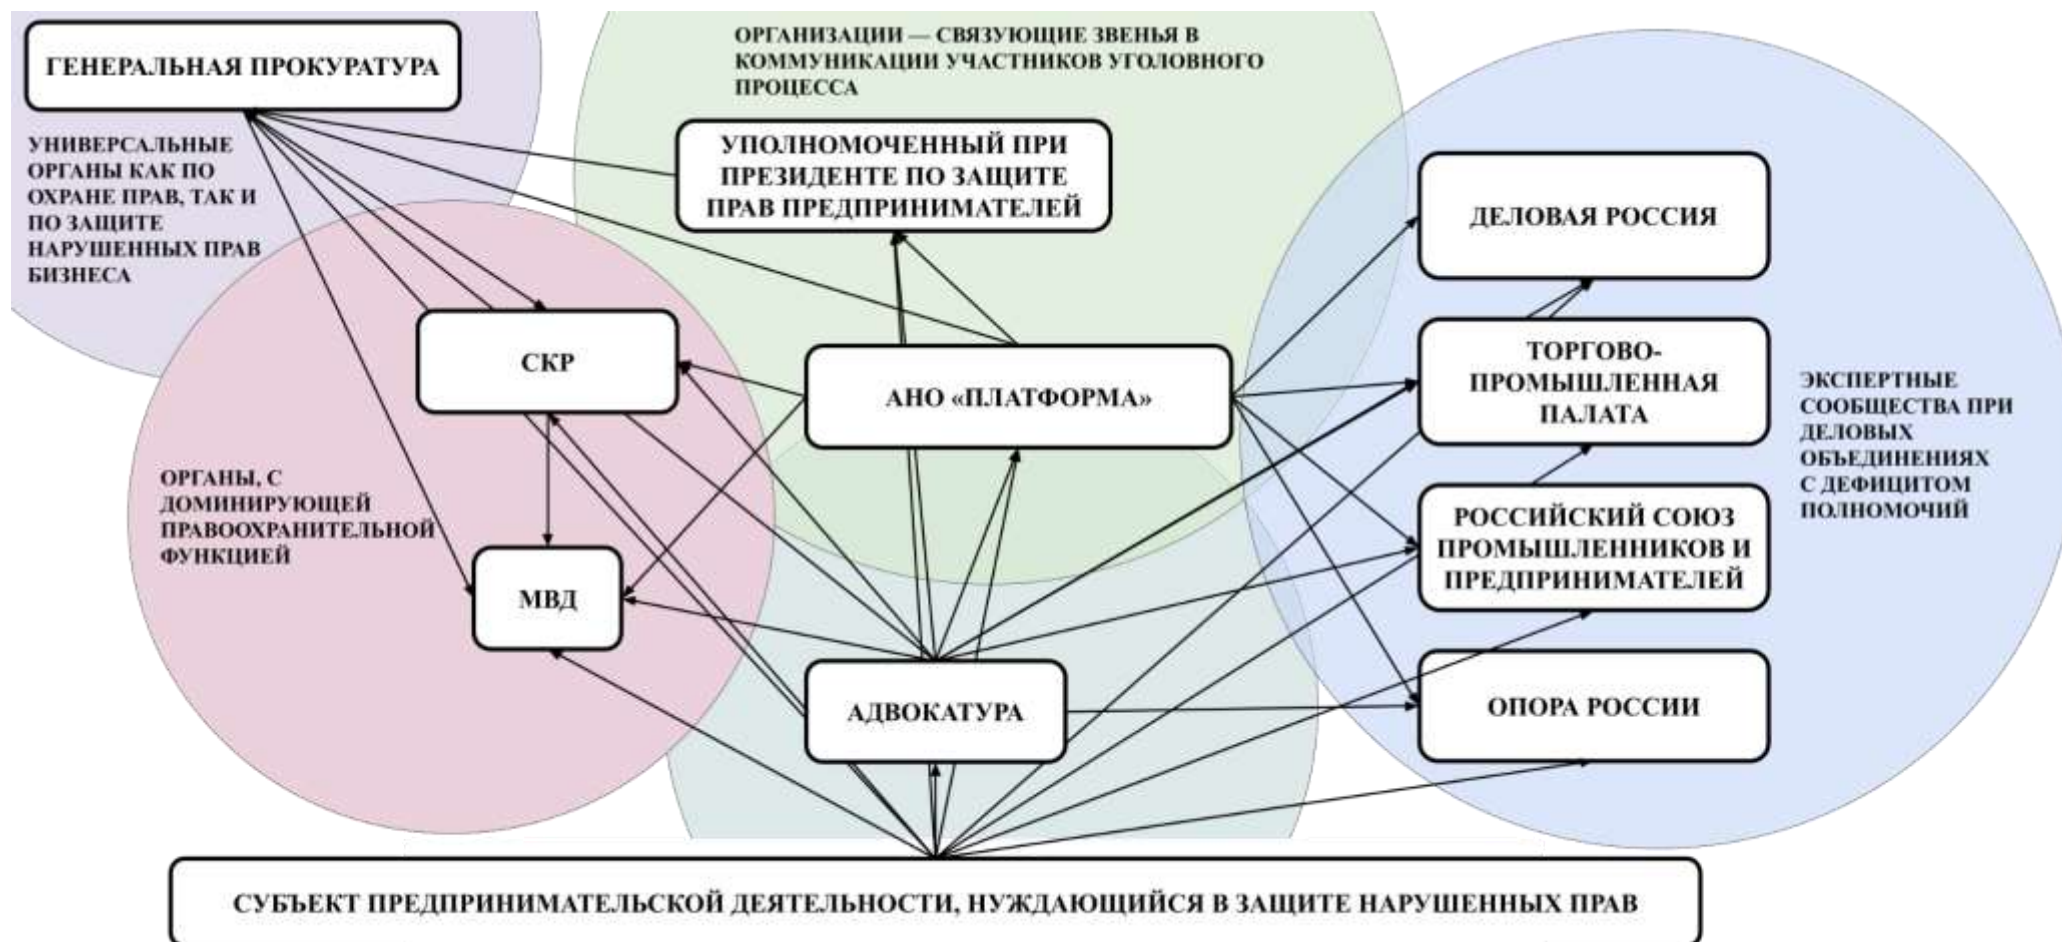 ГЕНЕРАЛЬНАЯ ПРОКУРАТУРА
УНИВЕРСАЛЬНЫЕ
ОРГАНЫ КАК ПО
ОХРАНЕ ПРАВ, ТАК И
ПО ЗАЩИТЕ
НАРУШЕННЫХ ПРАВ
БИЗНЕСА
ОРГАНИЗАЦИИ — СВЯЗУЮЩИЕ ЗВЕНЬЯ В
КОММУНИКАЦИИ УЧАСТНИКОВ УГОЛОВНОГО
ПРОЦЕССА
УПОЛНОМОЧЕННЫЙ ПРИ
ПРЕЗИДЕНТЕ ПО ЗАЩИТЕ
ПРАВ ПРЕДПРИНИМАТЕЛЕЙ
ДЕЛОВАЯ РОССИЯ
СКР
АНО «ПЛАТФОРМА»
ТОРГОВО-
ПРОМЫШЛЕННАЯ
ПАЛАТА
ЭКСПЕРТНЫЕ
СООБЩЕСТВА ПРИ
ДЕЛОВЫХ
ОБЪЕДИНЕНИЯХ
С ДЕФИЦИТОМ
ПОЛНОМОЧИЙ
ОРГАНЫ, С
ДОМИНИРУЮЩЕЙ
ПРАВООХРАНИТЕЛЬНОЙ
ФУНКЦИЕЙ
МВД
РОССИЙСКИЙ СОЮЗ
ПРОМЫШЛЕННИКОВ И
ПРЕДПРИНИМАТЕЛЕЙ
АДВОКАТУРА
ОПОРА РОССИИ
СУБЪЕКТ ПРЕДПРИНИМАТЕЛЬСКОЙ ДЕЯТЕЛЬНОСТИ, НУЖДАЮЩИЙСЯ В ЗАЩИТЕ НАРУШЕННЫХ ПРАВ